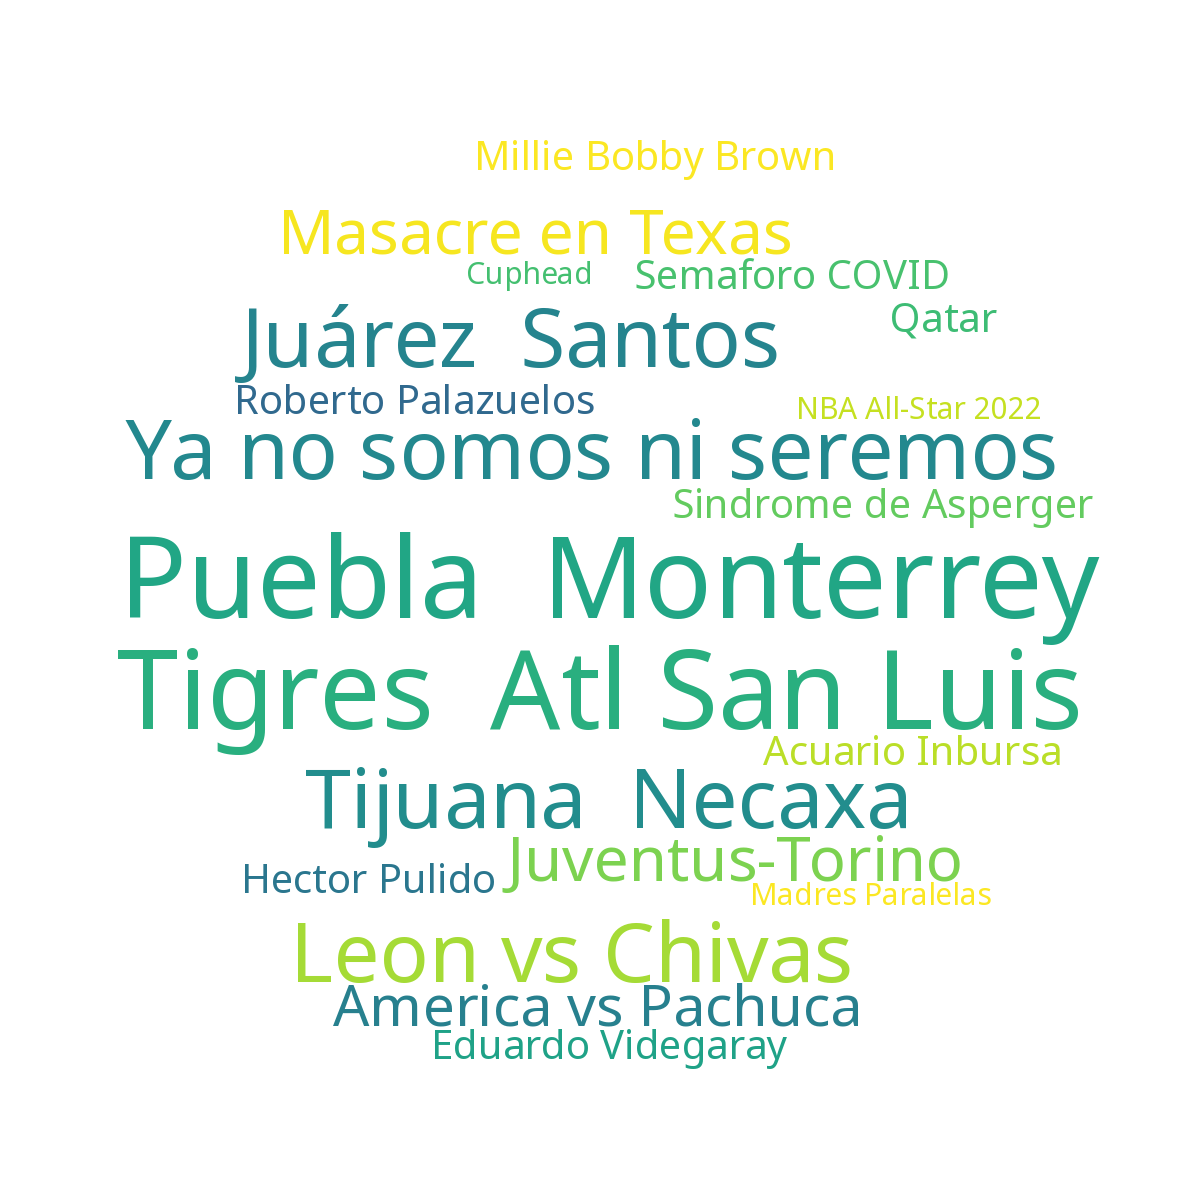 Millie Bobby Brown
Masacre en Texas
Cuphead
Semaforo COVID
Qatar
Juárez Santos
Roberto Palazuelos
NBA All-Star 2022
Ya no somos ni seremos
Sindrome de Asperger
Puebla Monterrey
Tigres Atl San Luis
Acuario Inbursa
Tijuana Necaxa
Juventus-Torino
Hector Pulido
Madres Paralelas
Leon vs Chivas
America vs Pachuca
Eduardo Videgaray